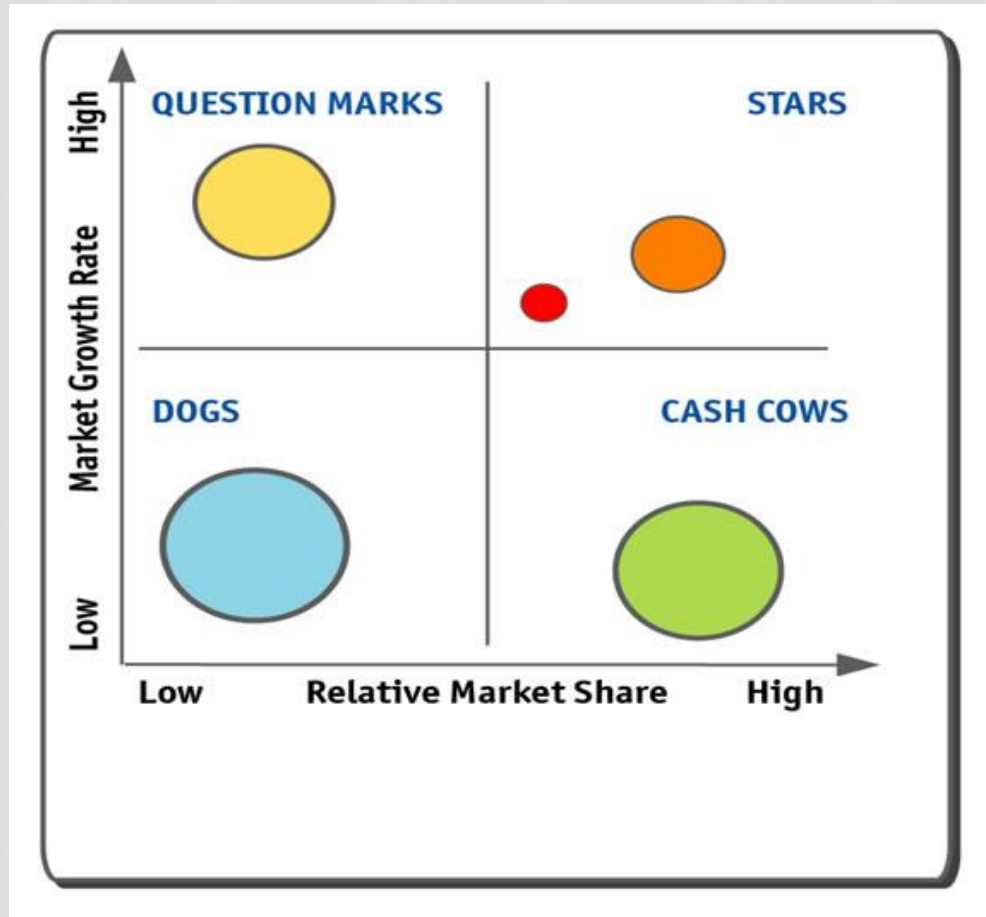 QUESTION MARKS
STARS
High
Market Growth Rate
Low
DOGS
CASH COWS
Low
Relative Market Share
High